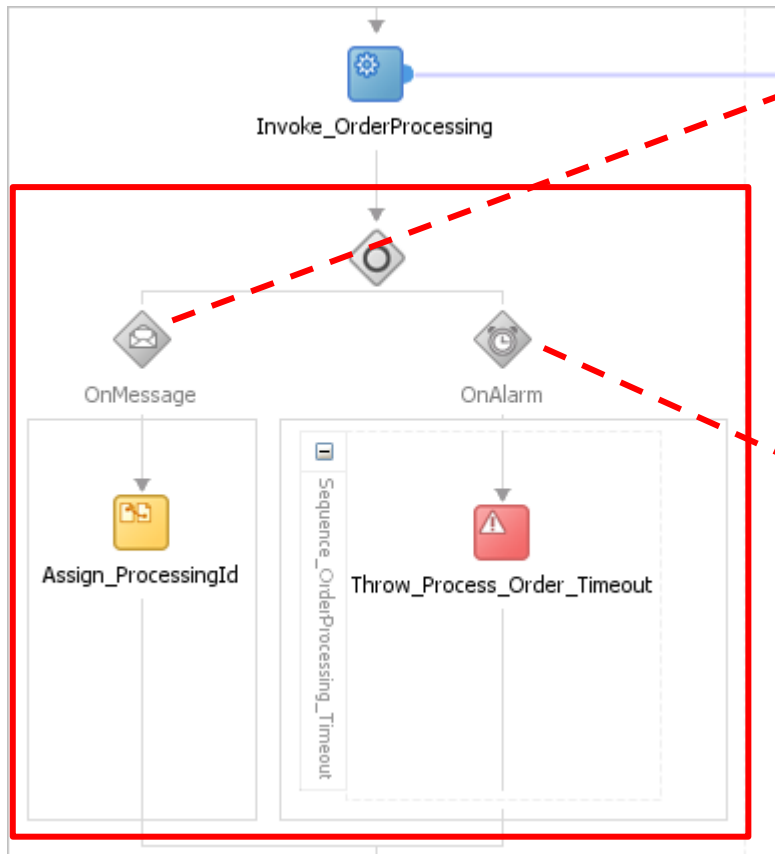 Invoke_OrderProcessing
OnMessage
OnAlarm
Assign_ProcessingId
Sequence_OrderProcessing_Timeout
Throw_Process_Order_Timeout